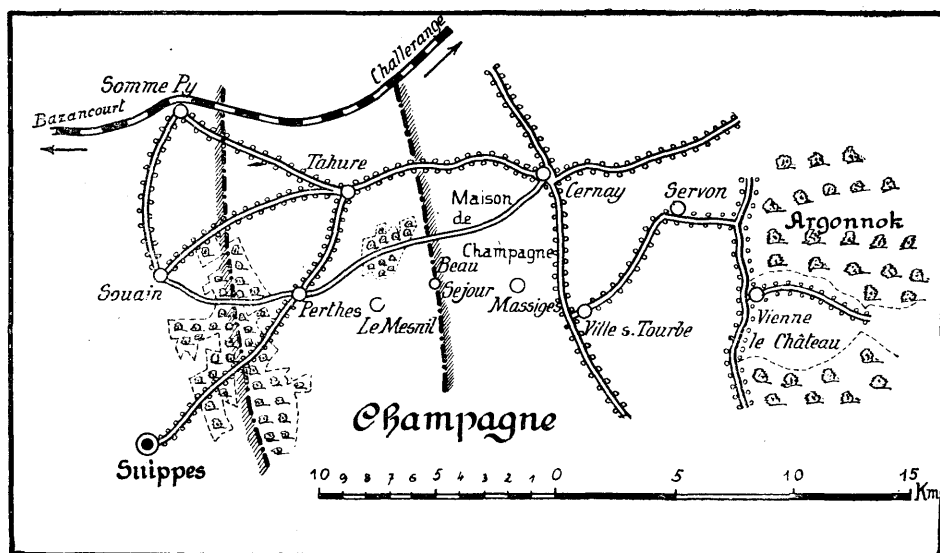 Challerange
Somme Py
Bazancourt
Tahure
Maison
de
Champagne
Cernay
Servon
Argonnok
Souain
Perthes
Le Mesnil
Beau
Sejour
Massiges
Ville s. Tourbe
Vienne
le Château
Champagne
Suippes
10 9 8 7 6 5 4 3 2 1 0 5 10 15 Km